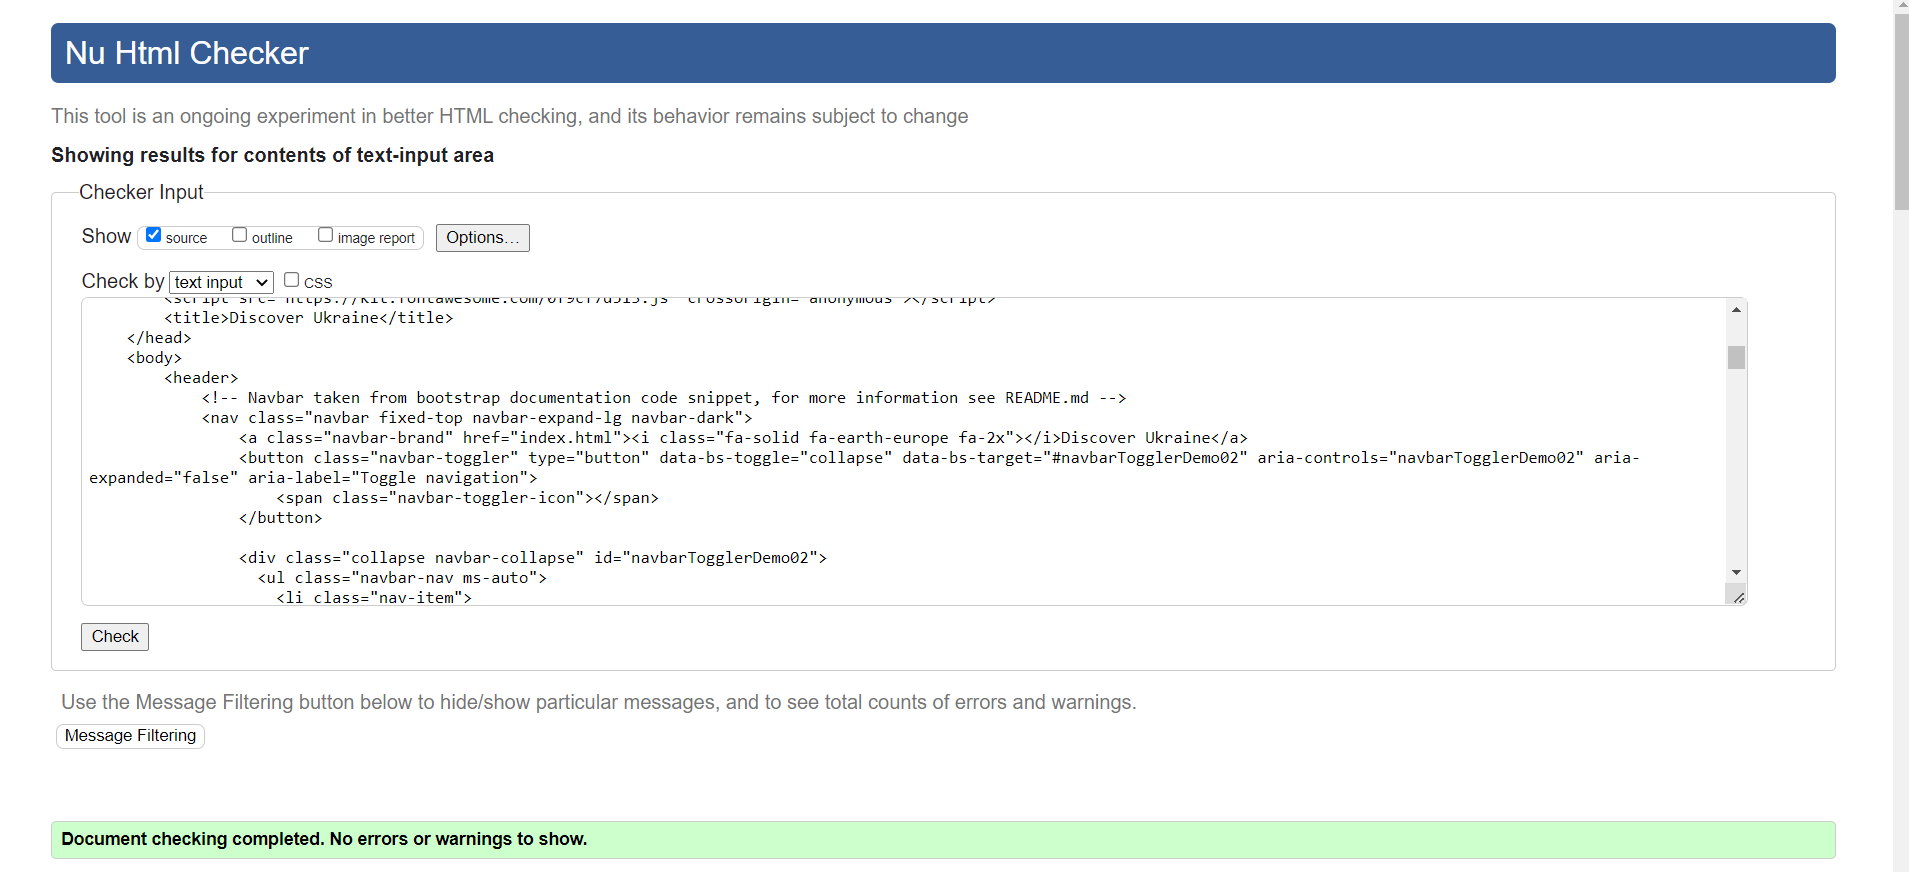 Nu Html Checker
This tool is an ongoing experiment in better HTML checking, and its behavior remains subject to change
Showing results for contents of text-input area
Checker Input
Show source outline image report Options...
Check by text input CSS
<title>Discover Ukraine</title>
</head>
<body>
<header>
<!-- Navbar taken from bootstrap documentation code snippet, for more information see README.md -->
<nav class="navbar fixed-top navbar-expand-lg navbar-dark">
<a class="navbar-brand" href="index.html"><i class="fa-solid fa-earth-europe fa-2x"></i>Discover Ukraine</a>
<button class="navbar-toggler" type="button" data-bs-toggle="collapse" data-bs-target="#navbarTogglerDemo02" aria-controls="navbarTogglerDemo02" aria-
expanded="false" aria-label="Toggle navigation">
<span class="navbar-toggler-icon"></span>
</button>
<div class="collapse navbar-collapse" id="navbarTogglerDemo02">
<ul class="navbar-nav ms-auto">
<li class="nav-item">
Check
Use the Message Filtering button below to hide/show particular messages, and to see total counts of errors and warnings.
Message Filtering
Document checking completed. No errors or warnings to show.